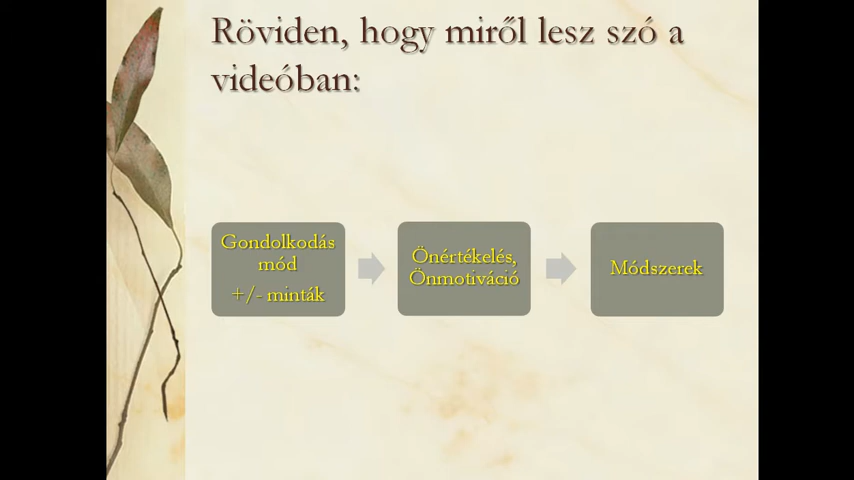 Röviden, hogy miről lesz szó a
videóban:
Gondolkodás
mód
+/- minták
Önértékelés,
Önmotiváció
Módszerek